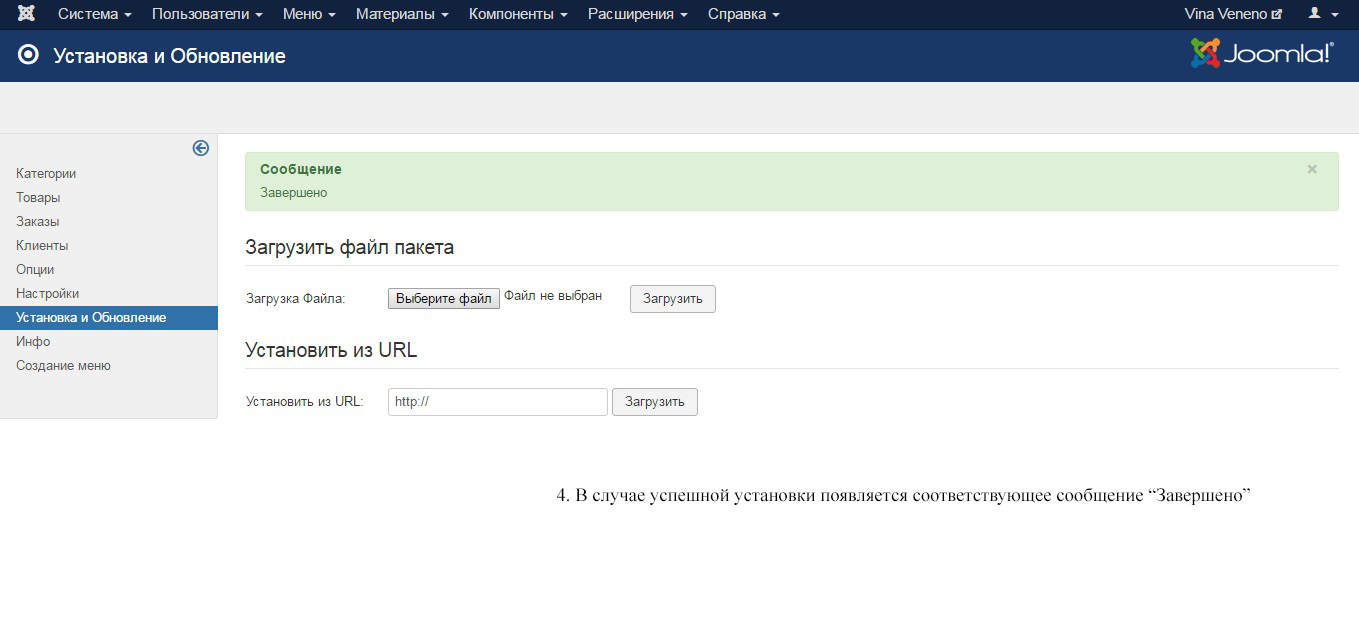 Система Пользователи Меню Материалы Компоненты Расширения Справка Vina Veneno
Установка и Обновление Joomla!®
Категории
Товары
Заказы
Клиенты
Опции
Настройки
Установка и Обновление
Инфо
Создание меню
Сообщение ×
Завершено
Загрузить файл пакета
Загрузка Файла: Выберите файл Файл не выбран Загрузить
Установить из URL
Установить из URL: http:// Загрузить
4. В случае успешной установки появляется соответствующее сообщение “Завершено”